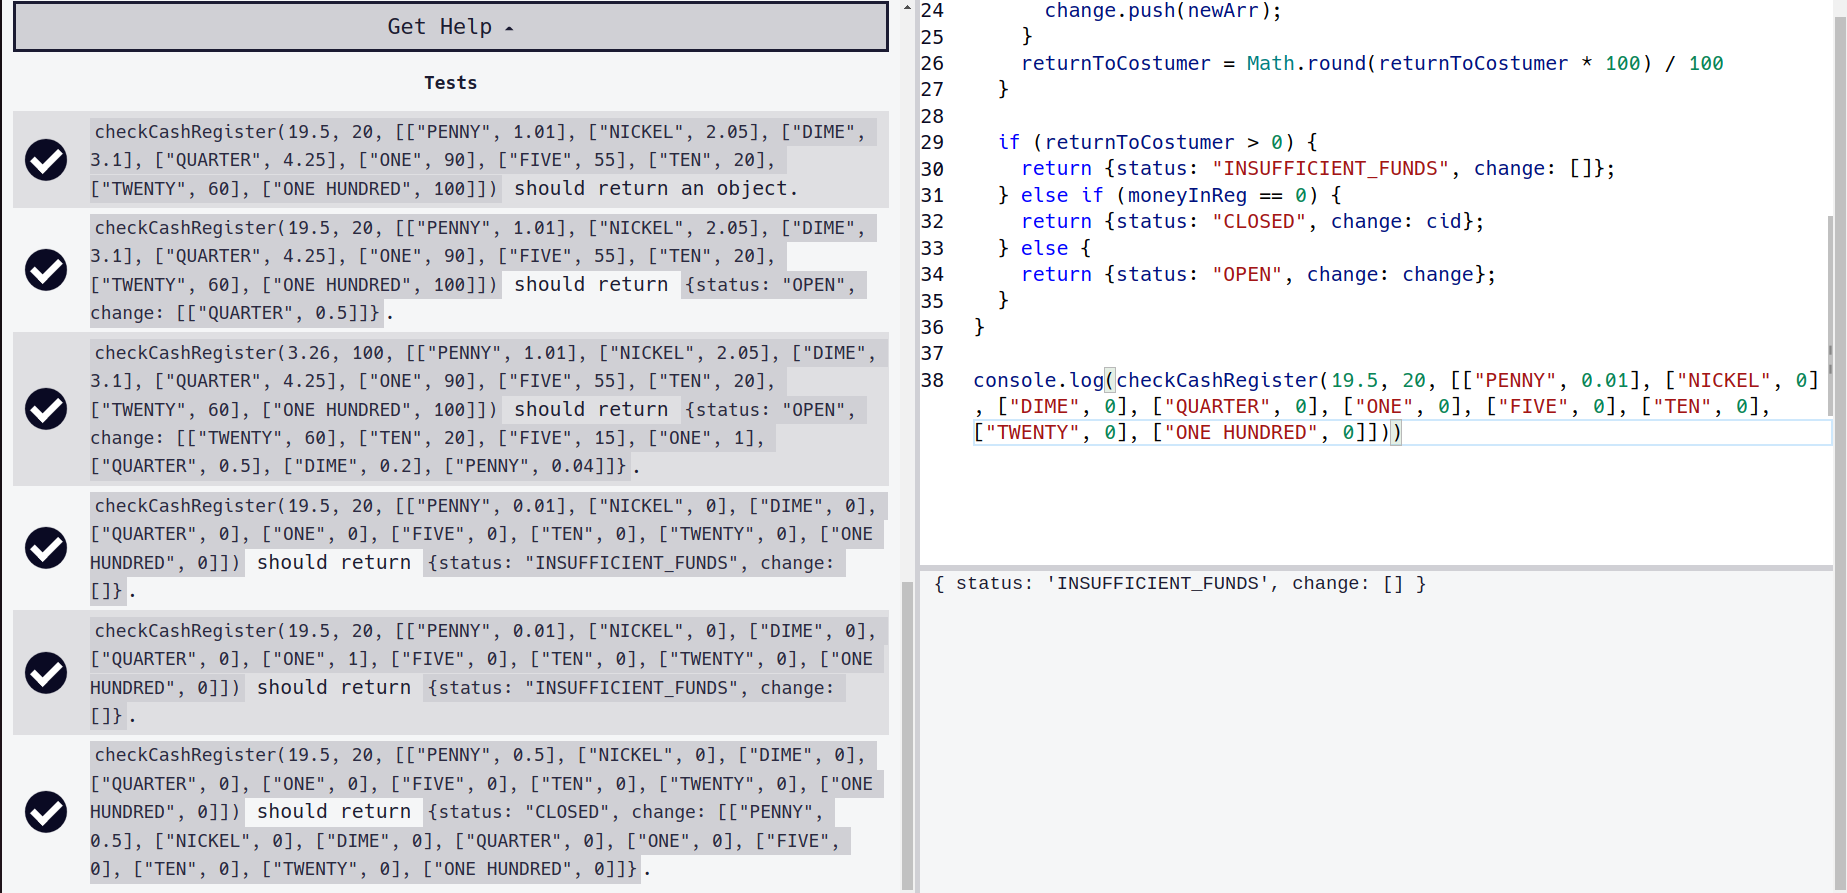 Get Help
Tests
checkCashRegister(19.5, 20, [["PENNY", 1.01], ["NICKEL", 2.05], ["DIME",
3.1], ["QUARTER", 4.25], ["ONE", 90], ["FIVE", 55], ["TEN", 20],
["TWENTY", 60], ["ONE HUNDRED", 100]]) should return an object.
checkCashRegister(19.5, 20, [["PENNY", 1.01], ["NICKEL", 2.05], ["DIME",
3.1], ["QUARTER", 4.25], ["ONE", 90], ["FIVE", 55], ["TEN", 20],
["TWENTY", 60], ["ONE HUNDRED", 100]]) should return {status: "OPEN",
change: [["QUARTER", 0.5]]}.
checkCashRegister(3.26, 100, [["PENNY", 1.01], ["NICKEL", 2.05], ["DIME",
3.1], ["QUARTER", 4.25], ["ONE", 90], ["FIVE", 55], ["TEN", 20],
["TWENTY", 60], ["ONE HUNDRED", 100]]) should return {status: "OPEN",
change: [["TWENTY", 60], ["TEN", 20], ["FIVE", 15], ["ONE", 1],
["QUARTER", 0.5], ["DIME", 0.2], ["PENNY", 0.04]]}.
checkCashRegister(19.5, 20, [["PENNY", 0.01], ["NICKEL", 0], ["DIME", 0],
["QUARTER", 0], ["ONE", 0], ["FIVE", 0], ["TEN", 0], ["TWENTY", 0], ["ONE
HUNDRED", 0]]) should return {status: "INSUFFICIENT_FUNDS", change:
[]}.
checkCashRegister(19.5, 20, [["PENNY", 0.01], ["NICKEL", 0], ["DIME", 0],
["QUARTER", 0], ["ONE", 1], ["FIVE", 0], ["TEN", 0], ["TWENTY", 0], ["ONE
HUNDRED", 0]]) should return {status: "INSUFFICIENT_FUNDS", change:
[]}.
checkCashRegister(19.5, 20, [["PENNY", 0.5], ["NICKEL", 0], ["DIME", 0],
["QUARTER", 0], ["ONE", 0], ["FIVE", 0], ["TEN", 0], ["TWENTY", 0], ["ONE
HUNDRED", 0]]) should return {status: "CLOSED", change: [["PENNY",
0.5], ["NICKEL", 0], ["DIME", 0], ["QUARTER", 0], ["ONE", 0], ["FIVE",
0], ["TEN", 0], ["TWENTY", 0], ["ONE HUNDRED", 0]]}.
24 change.push(newArr);
25 }
26 returnToCostumer = Math.round(returnToCostumer * 100) / 100
27 }
28
29 if (returnToCostumer > 0) {
30 return {status: "INSUFFICIENT_FUNDS", change: []};
31 } else if (moneyInReg == 0) {
32 return {status: "CLOSED", change: cid};
33 } else {
34 return {status: "OPEN", change: change};
35 }
36 }
37
38 console.log(checkCashRegister(19.5, 20, [["PENNY", 0.01], ["NICKEL", 0]
, ["DIME", 0], ["QUARTER", 0], ["ONE", 0], ["FIVE", 0], ["TEN", 0],
["TWENTY", 0], ["ONE HUNDRED", 0]]))
{ status: 'INSUFFICIENT_FUNDS', change: [] }